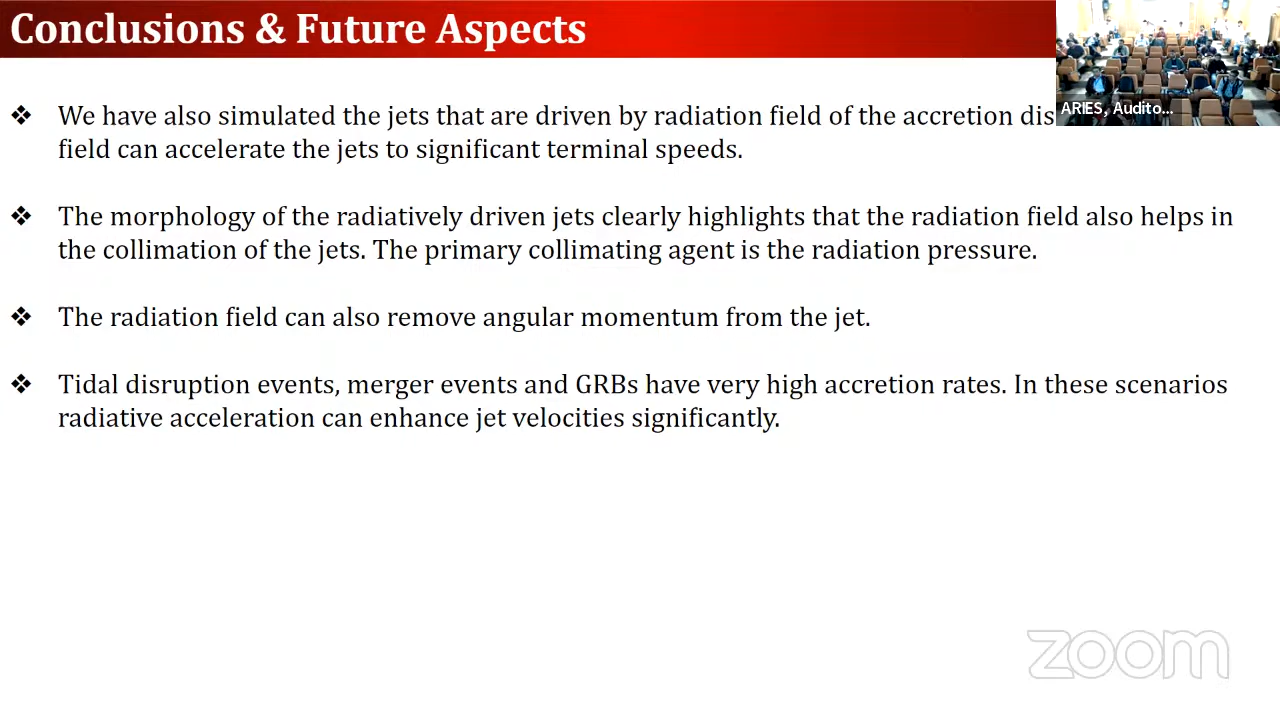 Conclusions & Future Aspects
❖ We have also simulated the jets that are driven by radiation field of the accretion
field can accelerate the jets to significant terminal speeds.
❖ The morphology of the radiatively driven jets clearly highlights that the radiation field also helps in
the collimation of the jets. The primary collimating agent is the radiation pressure.
❖ The radiation field can also remove angular momentum from the jet.
❖ Tidal disruption events, merger events and GRBs have very high accretion rates. In these scenarios
radiative acceleration can enhance jet velocities significantly.
ARIES, Audito...
zoom